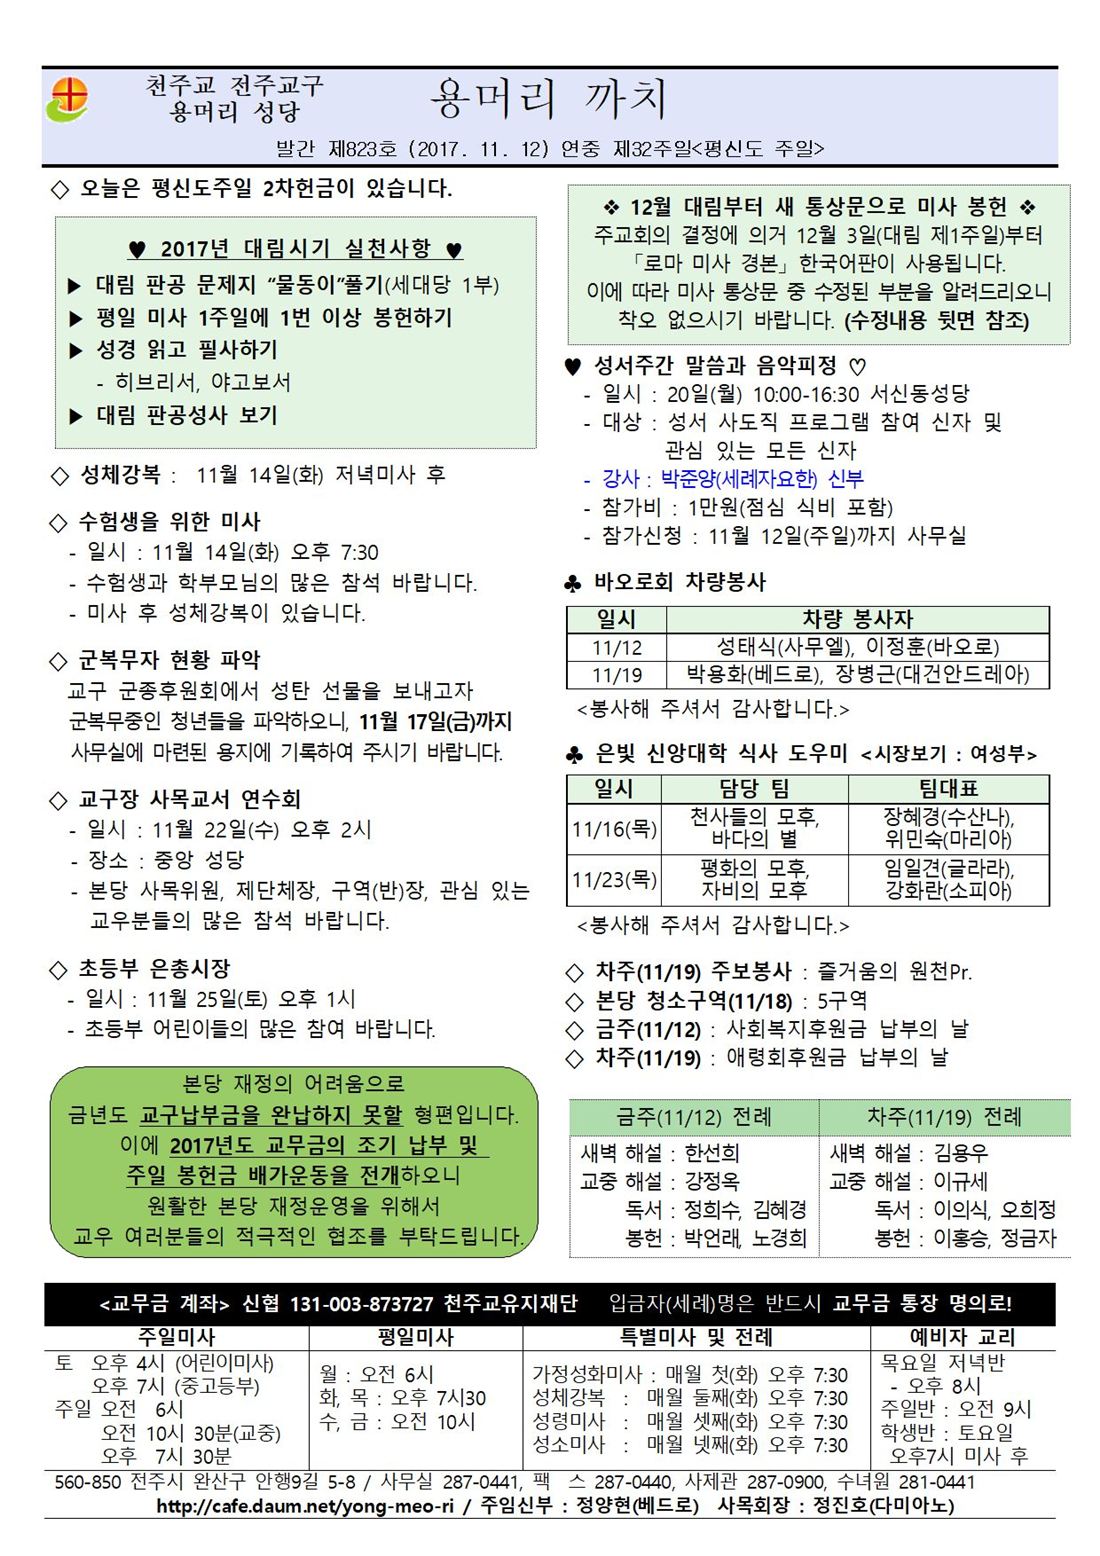 천주교 전주교구
용머리 성당
용머리 까치
발간 제823호 (2017. 11. 12) 연중 제32주일<평신도 주일>
◇ 오늘은 평신도주일 2차헌금이 있습니다.
♥ 2017년 대림시기 실천사항 ♥
▶ 대림 판공 문제지 “물동이”풀기(세대당 1부)
▶ 평일 미사 1주일에 1번 이상 봉헌하기
▶ 성경 읽고 필사하기
- 히브리서, 야고보서
▶ 대림 판공성사 보기
◇ 성체강복 : 11월 14일(화) 저녁미사 후
◇ 수험생을 위한 미사
- 일시 : 11월 14일(화) 오후 7:30
- 수험생과 학부모님의 많은 참석 바랍니다.
- 미사 후 성체강복이 있습니다.
◇ 군복무자 현황 파악
교구 군종후원회에서 성탄 선물을 보내고자
군복무중인 청년들을 파악하오니, 11월 17일(금)까지
사무실에 마련된 용지에 기록하여 주시기 바랍니다.
◇ 교구장 사목교서 연수회
- 일시 : 11월 22일(수) 오후 2시
- 장소 : 중앙 성당
- 본당 사목위원, 제단체장, 구역(반)장, 관심 있는
교우분들의 많은 참석 바랍니다.
◇ 초등부 은총시장
- 일시 : 11월 25일(토) 오후 1시
- 초등부 어린이들의 많은 참여 바랍니다.
본당 재정의 어려움으로
금년도 교구납부금을 완납하지 못할 형편입니다.
이에 2017년도 교무금의 조기 납부 및
주일 봉헌금 배가운동을 전개하오니
원활한 본당 재정운영을 위해서
교우 여러분들의 적극적인 협조를 부탁드립니다.
❖ 12월 대림부터 새 통상문으로 미사 봉헌 ❖
주교회의 결정에 의거 12월 3일(대림 제1주일)부터
「로마 미사 경본」한국어판이 사용됩니다.
이에 따라 미사 통상문 중 수정된 부분을 알려드리오니
착오 없으시기 바랍니다. (수정내용 뒷면 참조)
♥ 성서주간 말씀과 음악피정 ♡
- 일시 : 20일(월) 10:00-16:30 서신동성당
- 대상 : 성서 사도직 프로그램 참여 신자 및
관심 있는 모든 신자
- 강사 : 박준양(세례자요한) 신부
- 참가비 : 1만원(점심 식비 포함)
- 참가신청 : 11월 12일(주일)까지 사무실
♣ 바오로회 차량봉사
일시 차량 봉사자
11/12 성태식(사무엘), 이정훈(바오로)
11/19 박용화(베드로), 장병근(대건안드레아)
<봉사해 주셔서 감사합니다.>
♣ 은빛 신앙대학 식사 도우미 <시장보기 : 여성부>
일시 담당 팀 팀대표
11/16(목) 천사들의 모후, 장혜경(수산나),
바다의 별 위민숙(마리아)
11/23(목) 평화의 모후, 임일견(글라라),
자비의 모후 강화란(소피아)
<봉사해 주셔서 감사합니다.>
◇ 차주(11/19) 주보봉사 : 즐거움의 원천Pr.
◇ 본당 청소구역(11/18) : 5구역
◇ 금주(11/12) : 사회복지후원금 납부의 날
◇ 차주(11/19) : 애령회후원금 납부의 날
금주(11/12) 전례 차주(11/19) 전례
새벽 해설 : 한선희 새벽 해설 : 김용우
교중 해설 : 강정옥 교중 해설 : 이규세
독서 : 정희수, 김혜경 독서 : 이의식, 오희정
봉헌 : 박언래, 노경희 봉헌 : 이홍승, 정금자
<교무금 계좌> 신협 131-003-873727 천주교유지재단 입금자(세례)명은 반드시 교무금 통장 명의로!
주일미사 평일미사 특별미사 및 전례 예비자 교리
토 오후 4시 (어린이미사)
오후 7시 (중고등부)
주일 오전 6시
오전 10시 30분(교중)
오후 7시 30분
월 : 오전 6시
화, 목 : 오후 7시30
수, 금 : 오전 10시
가정성화미사 : 매월 첫(화) 오후 7:30
성체강복 : 매월 둘째(화) 오후 7:30
성령미사 : 매월 셋째(화) 오후 7:30
성소미사 : 매월 넷째(화) 오후 7:30
목요일 저녁반
- 오후 8시
주일반 : 오전 9시
학생반 : 토요일
오후7시 미사 후
560-850 전주시 완산구 안행9길 5-8 / 사무실 287-0441, 팩 스 287-0440, 사제관 287-0900, 수녀원 281-0441
http://cafe.daum.net/yong-meo-ri / 주임신부 : 정양현(베드로) 사목회장 : 정진호(다미아노)